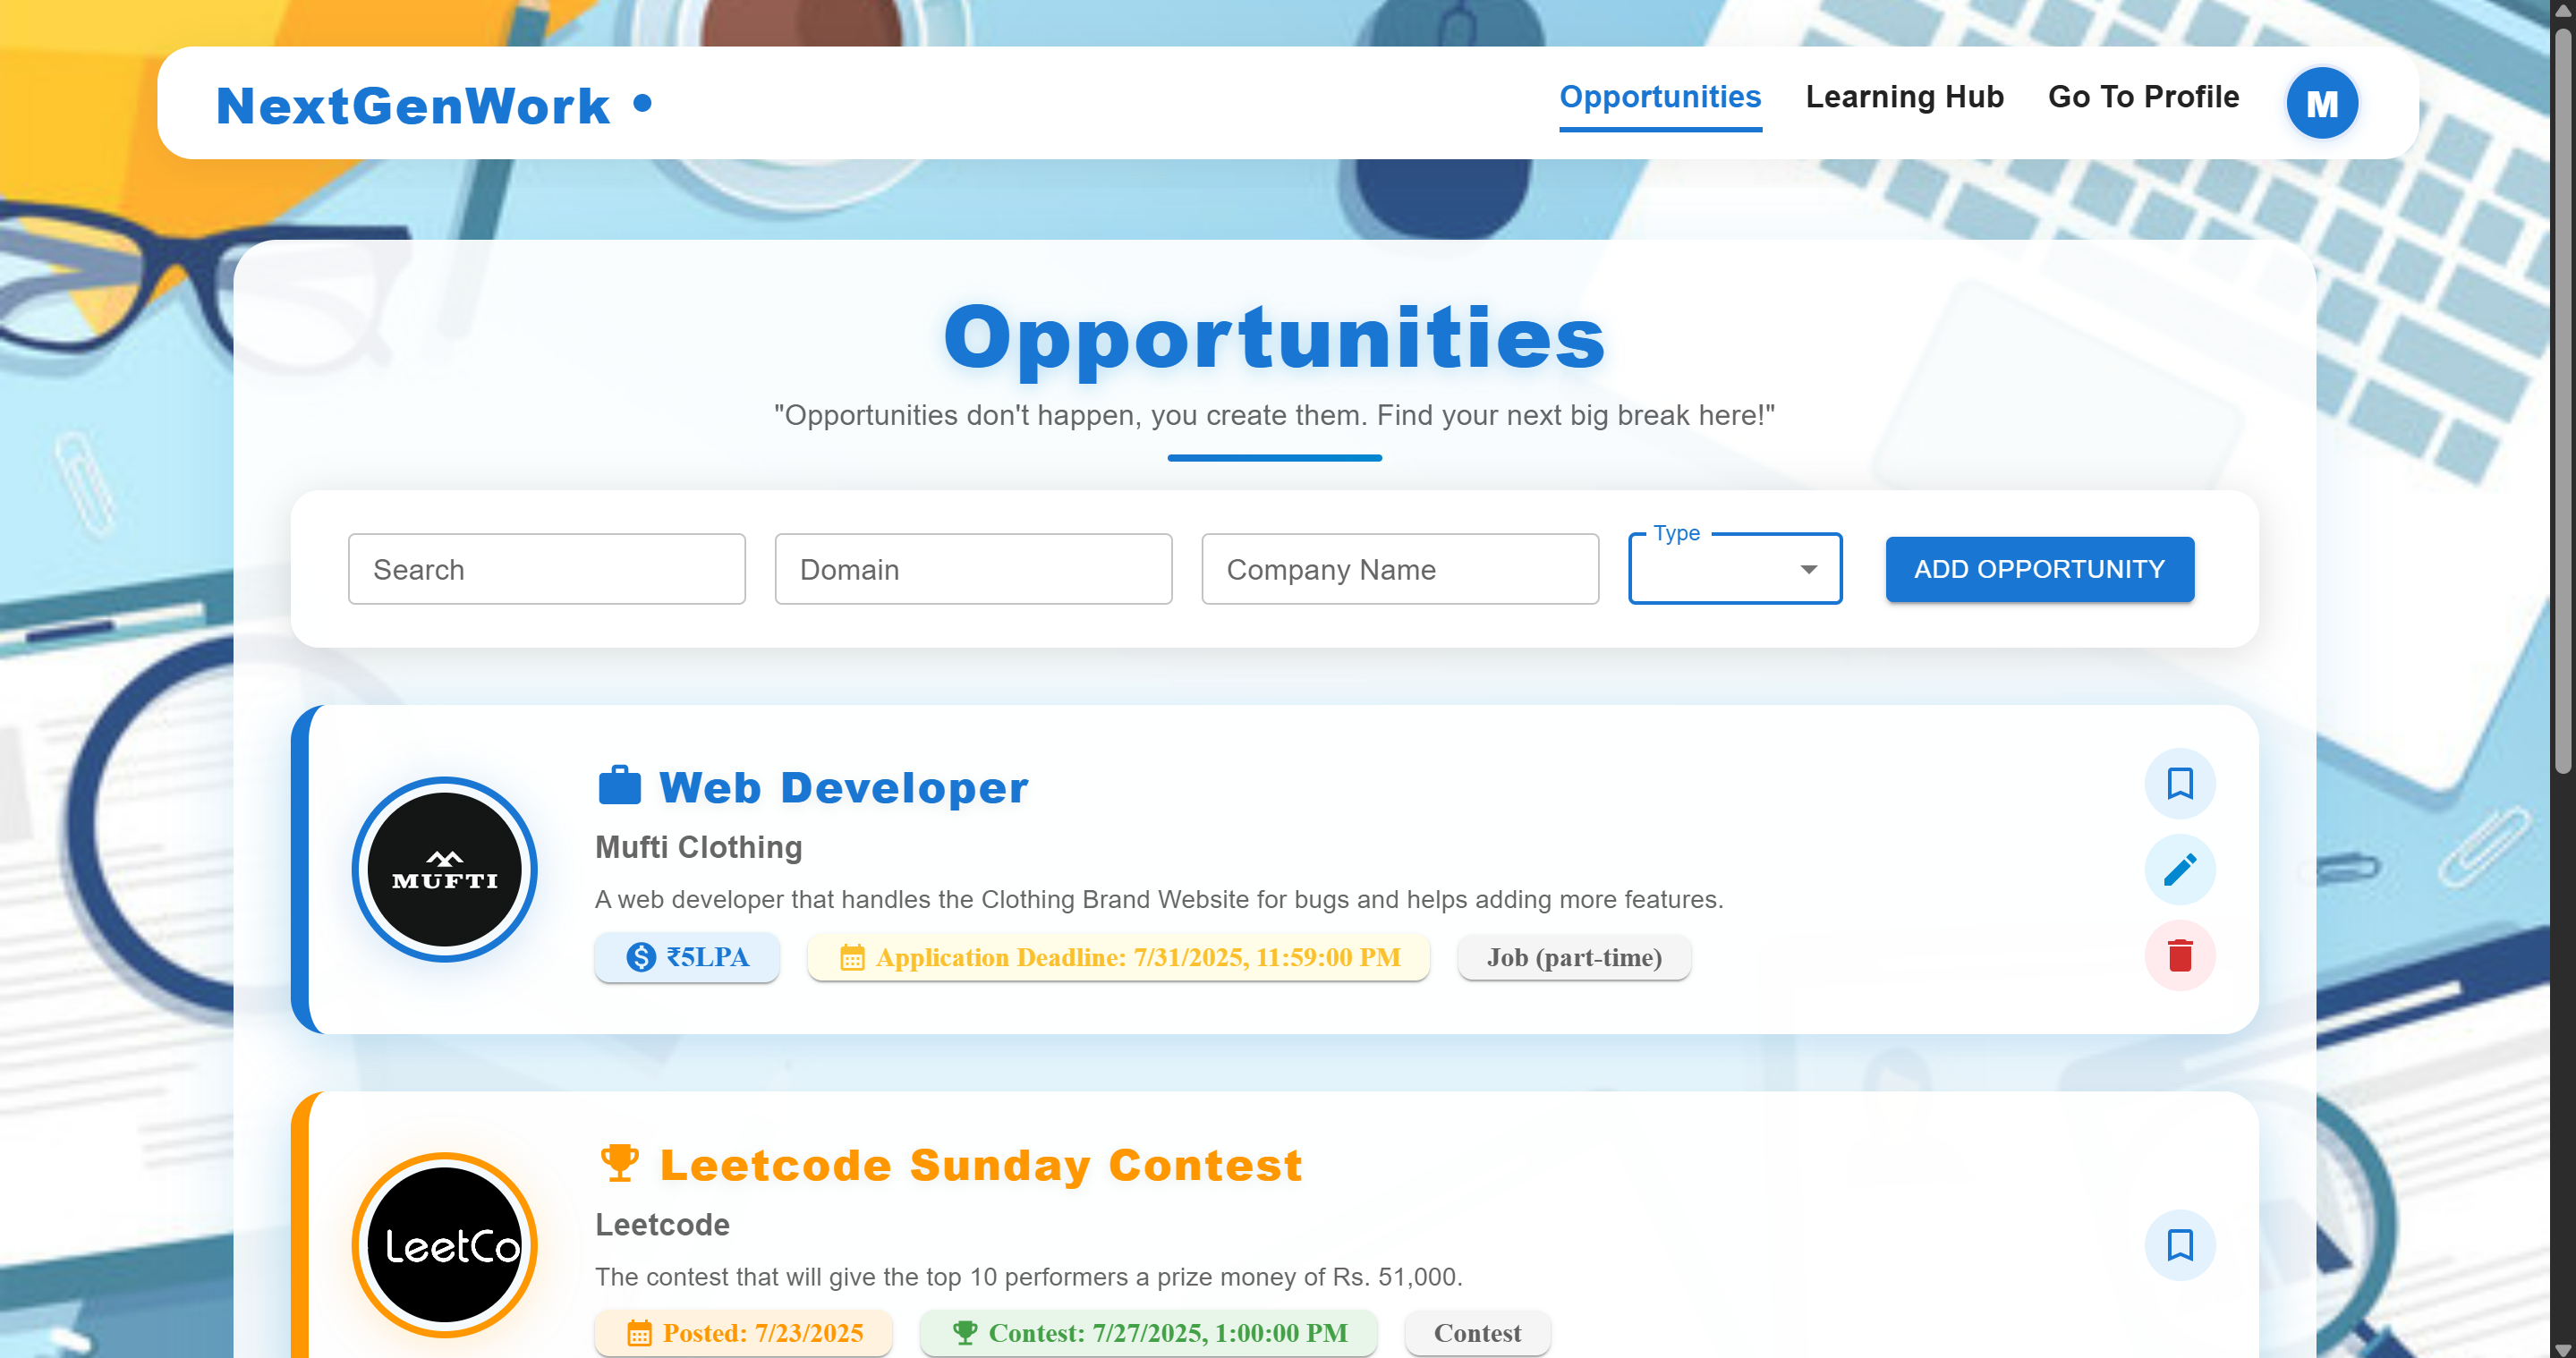 NextGenWork •
Opportunities Learning Hub Go To Profile M
Opportunities
"Opportunities don't happen, you create them. Find your next big break here!"
Search Domain Company Name Type ADD OPPORTUNITY
Web Developer
MUFTI
Mufti Clothing
A web developer that handles the Clothing Brand Website for bugs and helps adding more features.
₹5LPA Application Deadline: 7/31/2025, 11:59:00 PM Job (part-time)
Leetcode Sunday Contest
LeetCo
Leetcode
The contest that will give the top 10 performers a prize money of Rs. 51,000.
Posted: 7/23/2025 Contest: 7/27/2025, 1:00:00 PM Contest